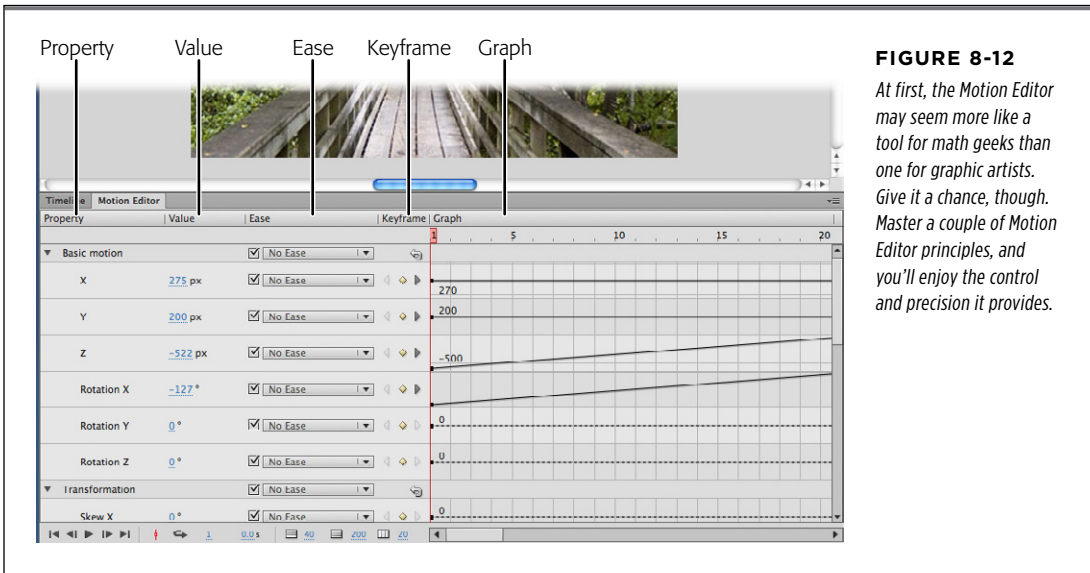 Property Value Ease Keyframe Graph
Timeline Motion Editor
Property Value Ease Keyframe Graph
1 5 10 15 20
Basic motion No Ease
X 275 px No Ease 270
Y 200 px No Ease 200
Z -522 px No Ease -500
Rotation X -127° No Ease
Rotation Y 0° No Ease 0
Rotation Z 0° No Ease 0
Transformation No Ease
Skew X 0° No Ease 0
1 0.0 s 40 200 20
FIGURE 8-12
At first, the Motion Editor
may seem more like a
tool for math geeks than
one for graphic artists.
Give it a chance, though.
Master a couple of Motion
Editor principles, and
you'll enjoy the control
and precision it provides.